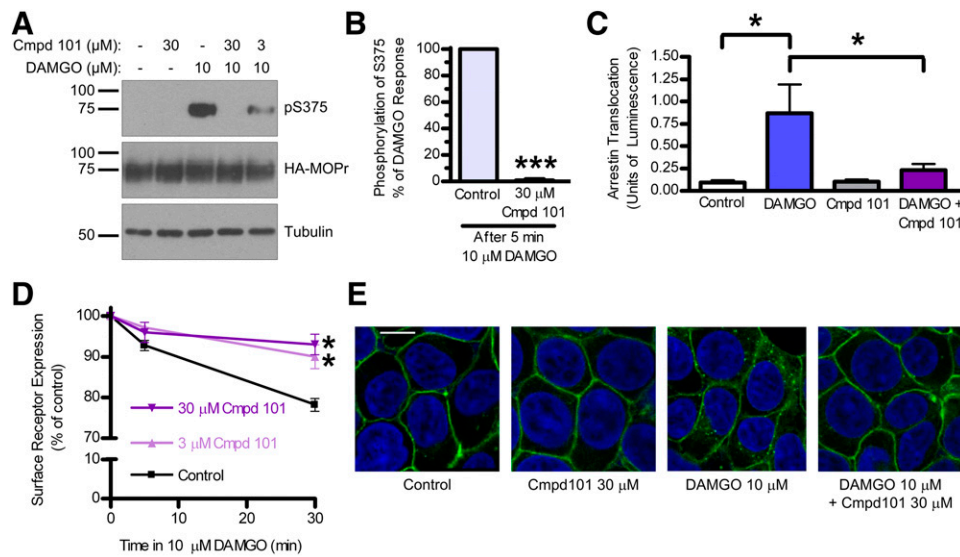 A
Cmpd 101 (μM): - 30 - 30 3
DAMGO (μM): - - 10 10 10
100
75
pS375
100
75
HA-MOPr
50
Tubulin
B
Phosphorylation of S375
% of DAMGO Response
100
80
60
40
20
0
***
Control
30 μM
Cmpd 101
After 5 min
10 μM DAMGO
C
Arrestin Translocation
(Units of Luminescence)
1.25
1.00
0.75
0.50
0.25
0.00
*
*
Control
DAMGO
Cmpd 101
DAMGO +
Cmpd 101
D
Surface Receptor Expression
(% of control)
100
90
80
70
10
0
*
*
30 μM Cmpd 101
3 μM Cmpd 101
Control
0 10 20 30
Time in 10 μM DAMGO (min)
E
Control
Cmpd101 30 μM
DAMGO 10 μM
DAMGO 10 μM
+ Cmpd101 30 μM